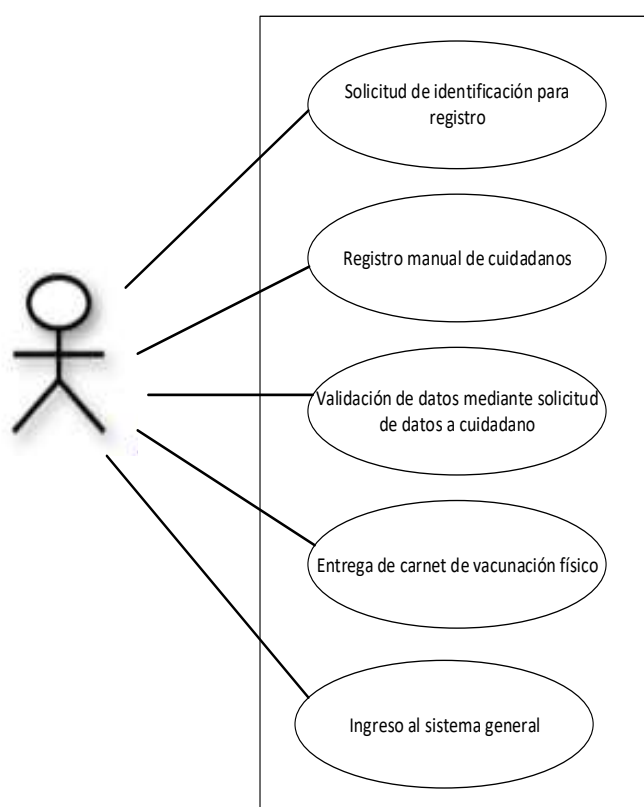 Solicitud de identificación para
registro
Registro manual de cuidadanos
Validación de datos mediante solicitud
de datos a cuidadano
Entrega de carnet de vacunación físico
Ingreso al sistema general